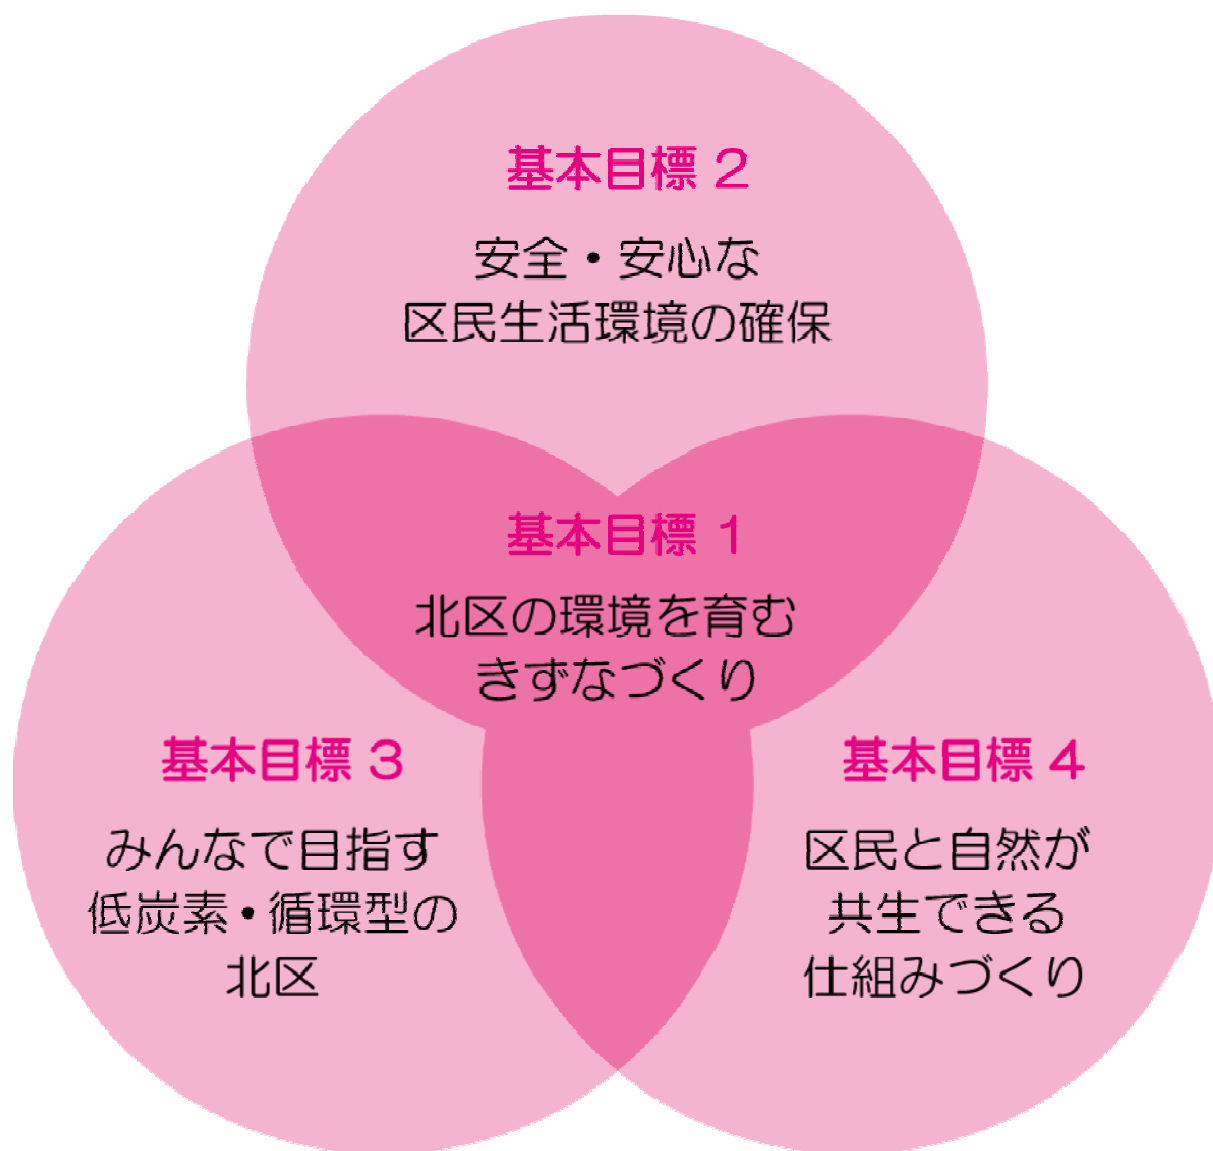 基本目標 2
安全・安心な
区民生活環境の確保
基本目標 1
北区の環境を育む
きずなづくり
基本目標 3
みんなで目指す
低炭素・循環型の
北区
基本目標 4
区民と自然が
共生できる
仕組みづくり